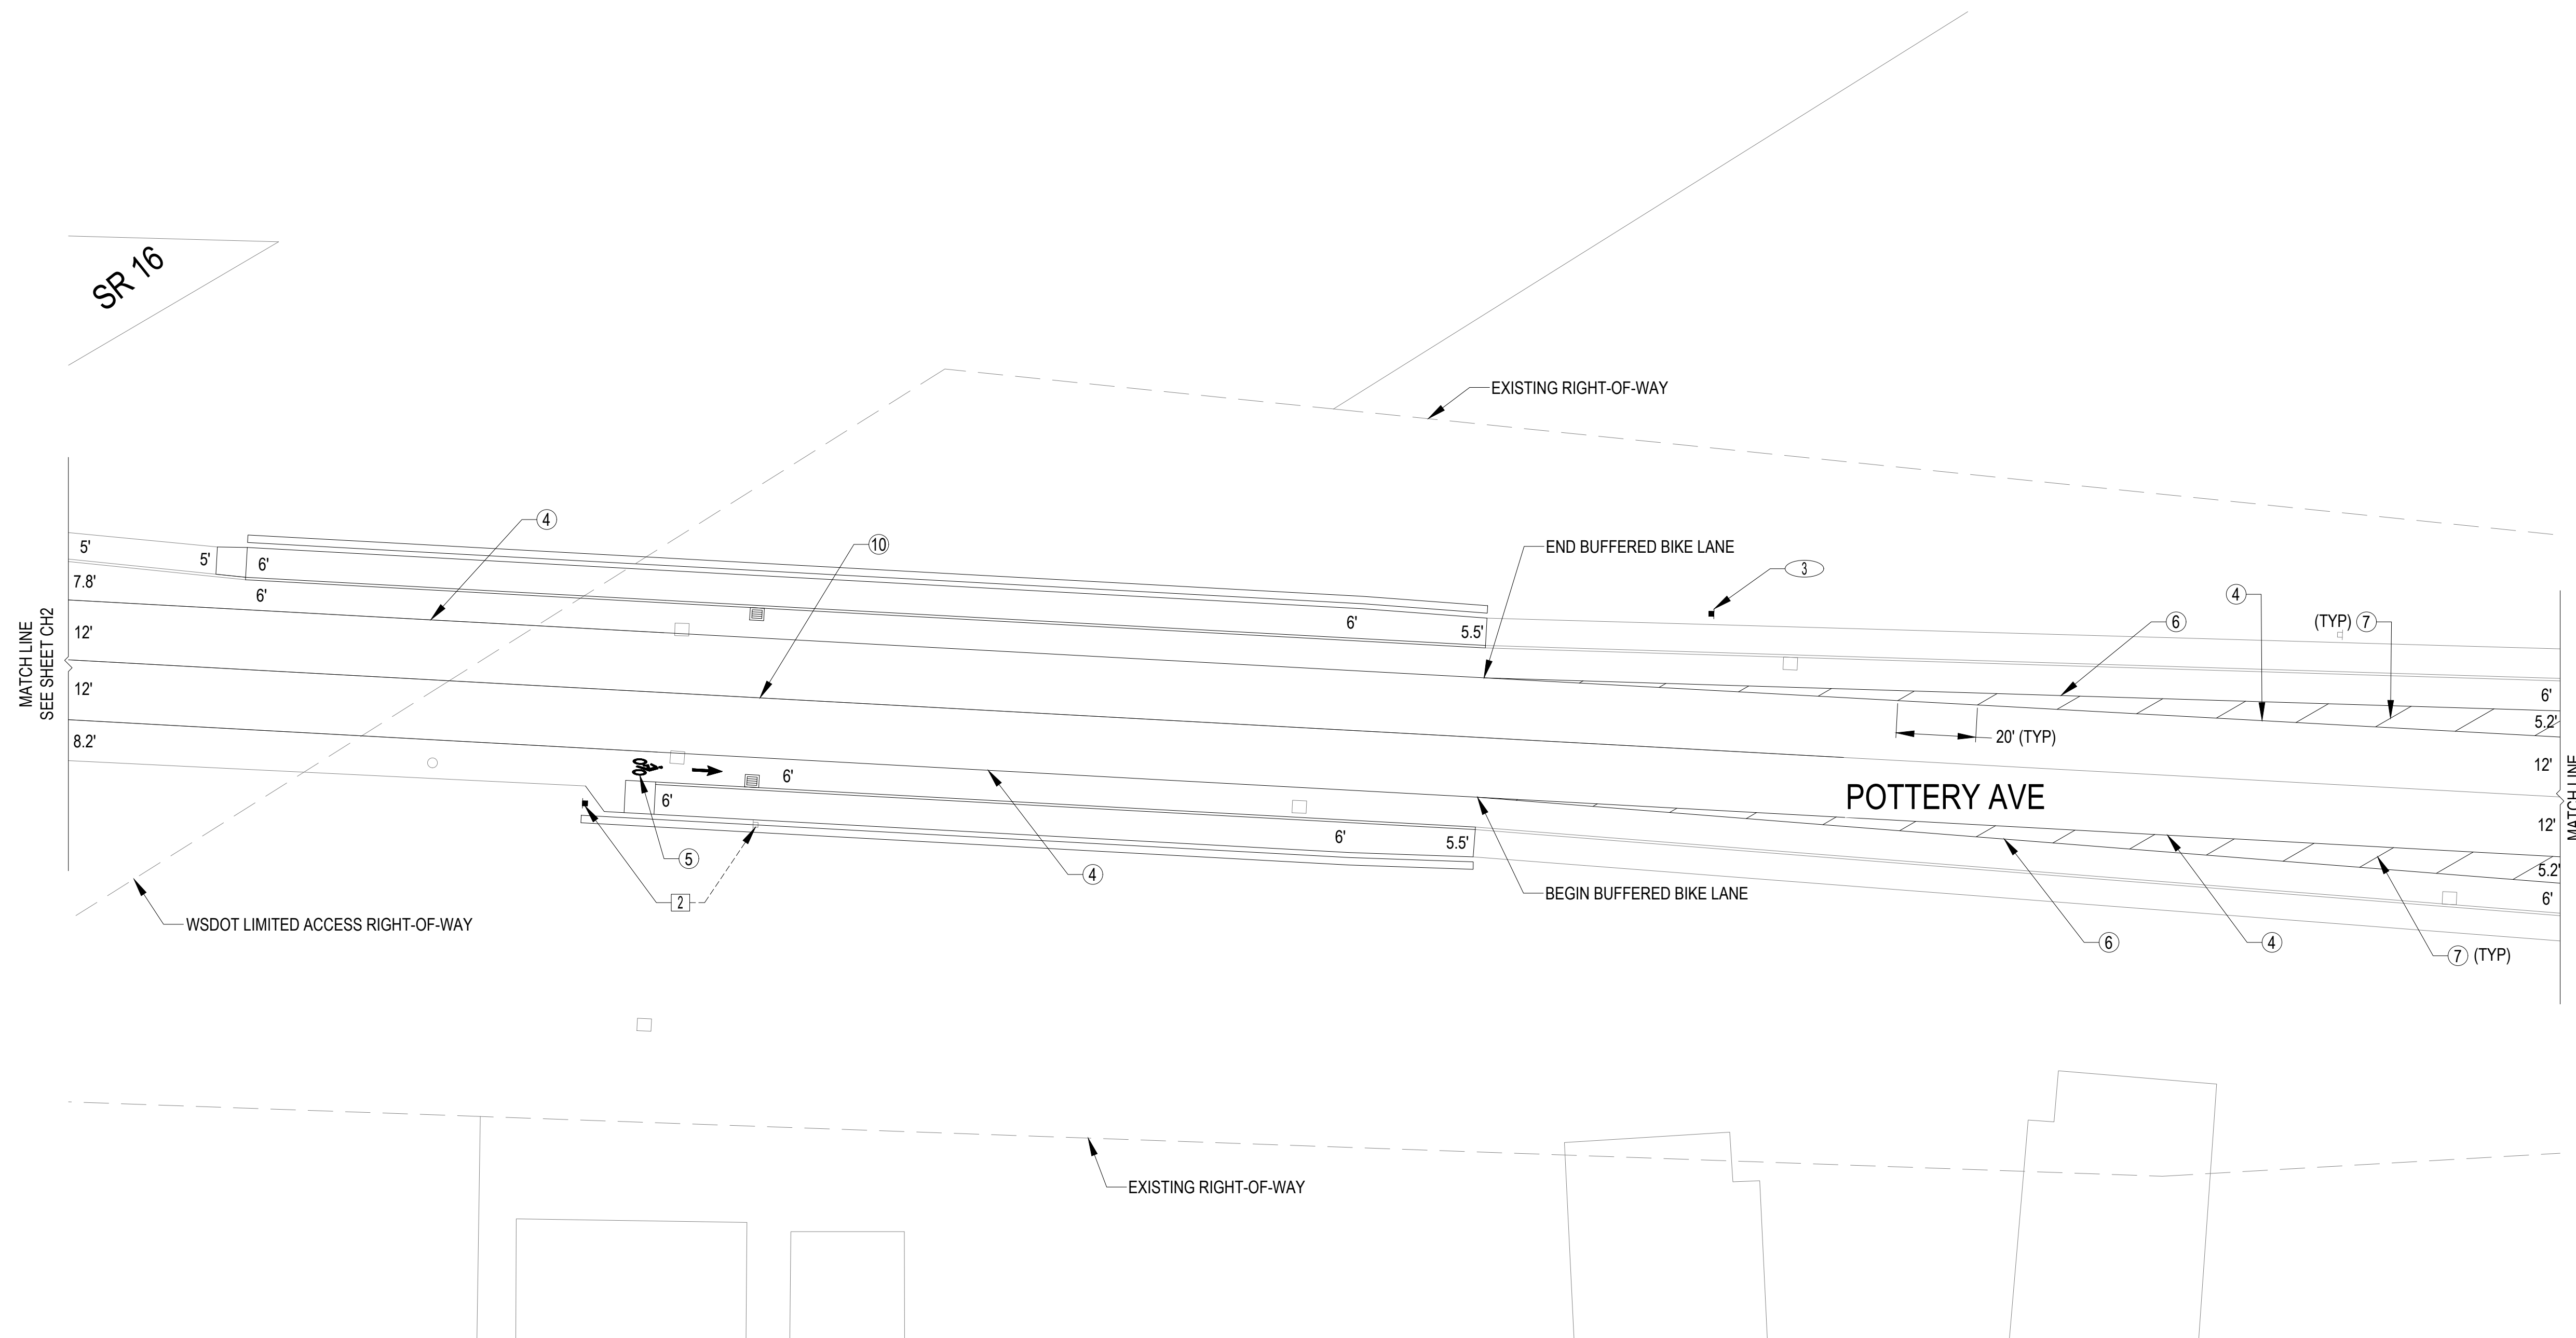 SR 16
EXISTING RIGHT-OF-WAY
4
10
END BUFFERED BIKE LANE
3
5'
5'
6'
7.8'
6'
4
(TYP) 7
6
6'
5.5'
12'
MATCH LINE
SEE SHEET CH2
12'
8.2'
6'
5.2'
20' (TYP)
12'
POTTERY AVE
MATCH LINE
6'
6'
12'
6'
5.5'
5
4
5.2'
6'
2
BEGIN BUFFERED BIKE LANE
WSDOT LIMITED ACCESS RIGHT-OF-WAY
6
4
7 (TYP)
EXISTING RIGHT-OF-WAY